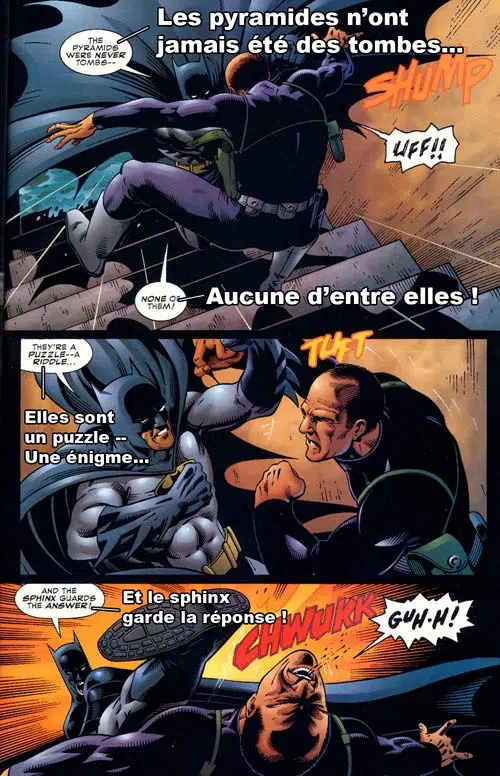 THE
PYRAMIDS
WERE NEVER
TOMBS--
Les pyramides n'ont
jamais été des tombes...
SHUMP
UFF!!
NONE OF
THEM!
Aucune d'entre elles !
THEY'RE A
PUZZLE--A
RIDDLE...
TUFT
Elles sont
un puzzle --
Une énigme...
AND THE
SPHINX GUARDS
THE ANSWER!
Et le sphinx
garde la réponse !
CHWUKK
GUH-H!